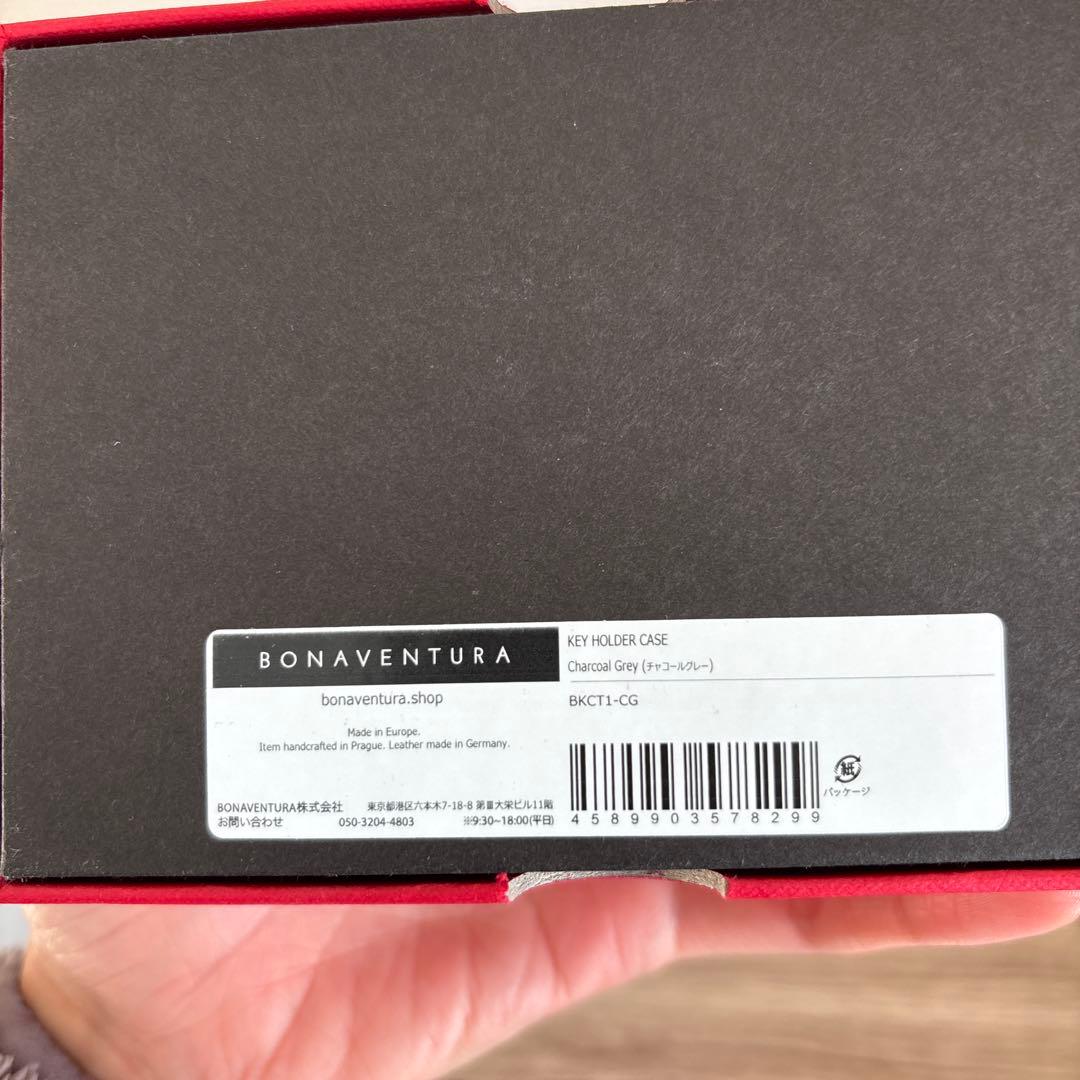 BONAVENTURA
bonaventura.shop
Made in Europe.
Item handcrafted in Prague. Leather made in Germany.
BONAVENTURA株式会社 東京都港区六本木7-18-8 第Ⅲ大栄ビル11階
お問い合わせ 050-3204-4803 ※9:30~18:00(平日)
KEY HOLDER CASE
Charcoal Grey (チャコールグレー)
BKCT1-CG
4589903578299
紙
パッケージ